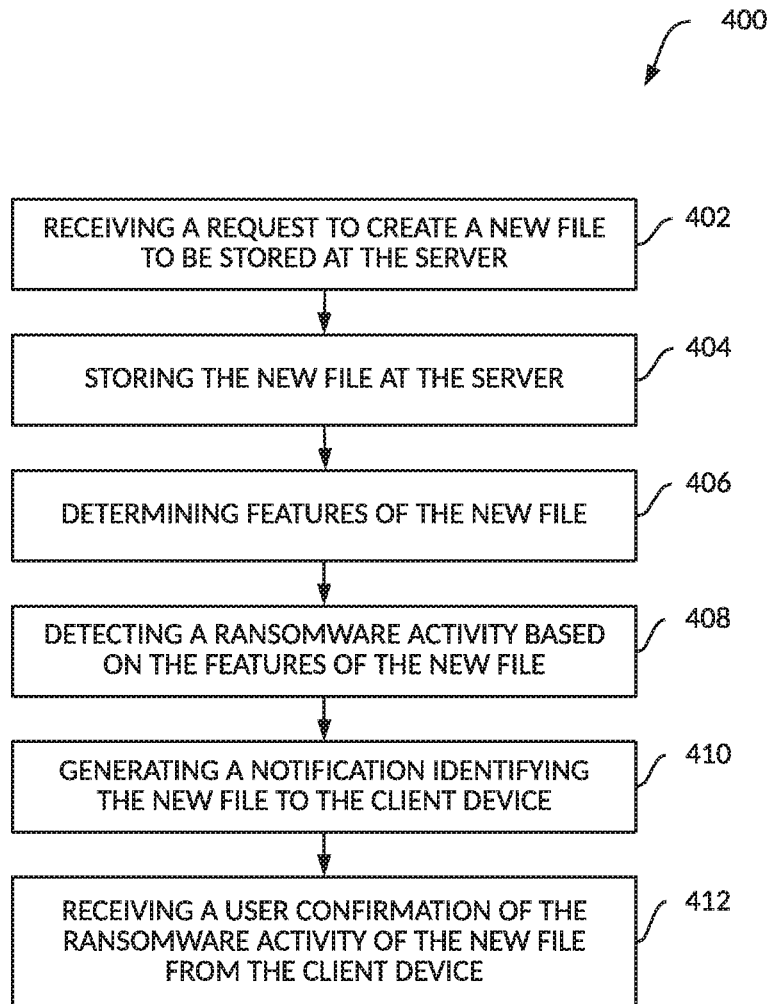 400
RECEIVING A REQUEST TO CREATE A NEW FILE
TO BE STORED AT THE SERVER
402
STORING THE NEW FILE AT THE SERVER
404
DETERMINING FEATURES OF THE NEW FILE
406
DETECTING A RANSOMWARE ACTIVITY BASED
ON THE FEATURES OF THE NEW FILE
408
GENERATING A NOTIFICATION IDENTIFYING
THE NEW FILE TO THE CLIENT DEVICE
410
RECEIVING A USER CONFIRMATION OF THE
RANSOMWARE ACTIVITY OF THE NEW FILE
FROM THE CLIENT DEVICE
412